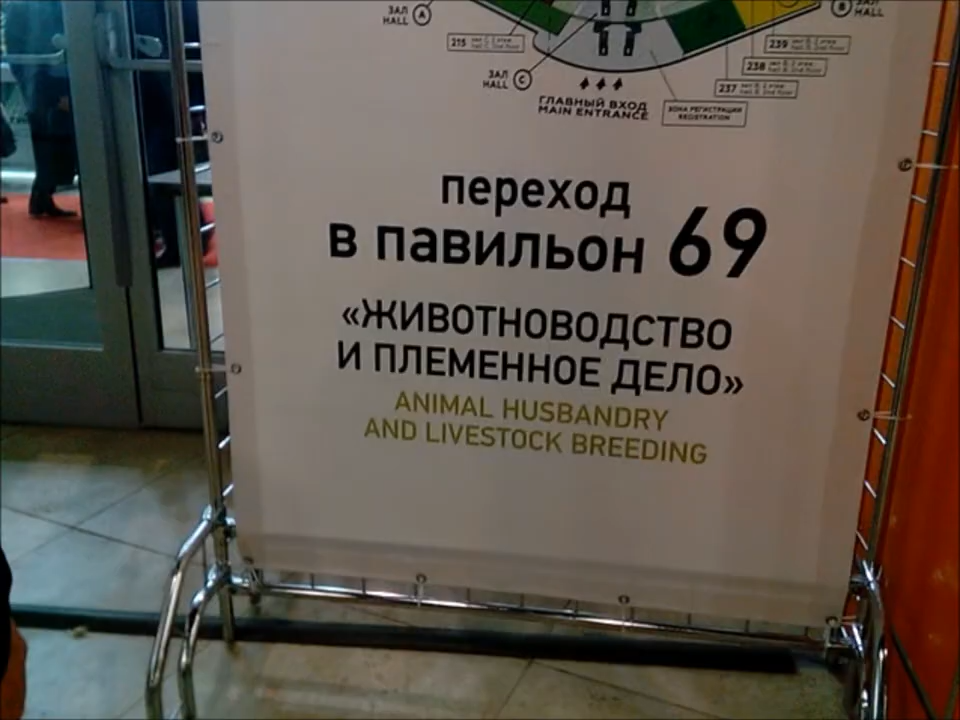 ЗАЛ
HALL A
B HALL
215
239
238
237
ЗАЛ
HALL C
ГЛАВНЫЙ ВХОД
MAIN ENTRANCE
ЗОНА РЕГИСТРАЦИИ
REGISTRATION
переход
в павильон 69
«ЖИВОТНОВОДСТВО
И ПЛЕМЕННОЕ ДЕЛО»
ANIMAL HUSBANDRY
AND LIVESTOCK BREEDING